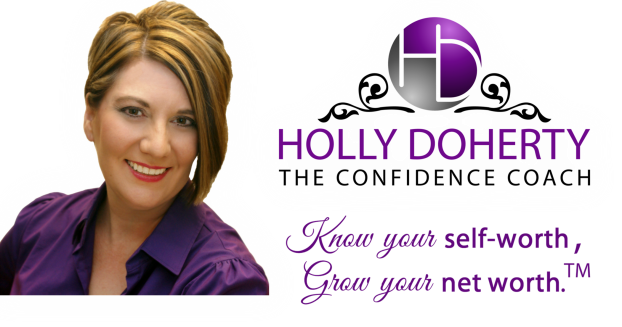 HD
HOLLY DOHERTY
THE CONFIDENCE COACH
Know your self-worth,
Grow your net worth.™